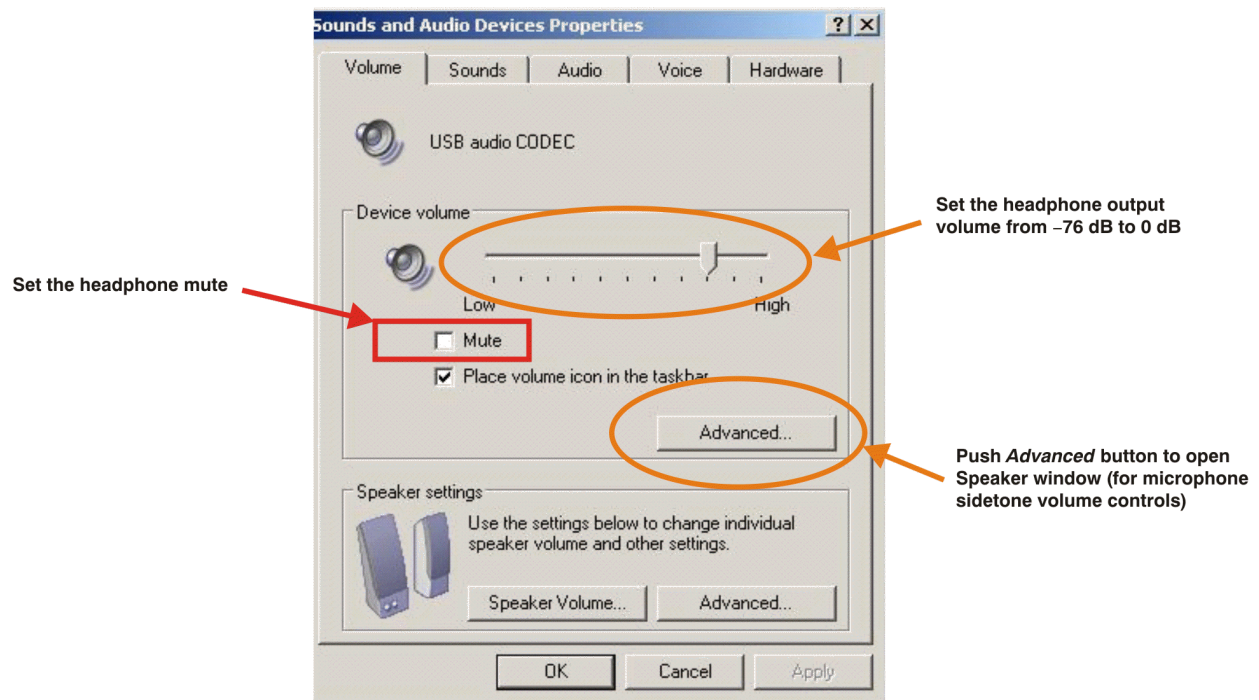 Sounds and Audio Devices Properties
Volume Sounds Audio Voice Hardware
USB audio CODEC
Device volume
Set the headphone output
volume from −76 dB to 0 dB
Set the headphone mute
Low High
Mute
Place volume icon in the taskbar
Advanced...
Push Advanced button to open
Speaker window (for microphone
sidetone volume controls)
Speaker settings
Use the settings below to change individual
speaker volume and other settings.
Speaker Volume... Advanced...
OK Cancel Apply